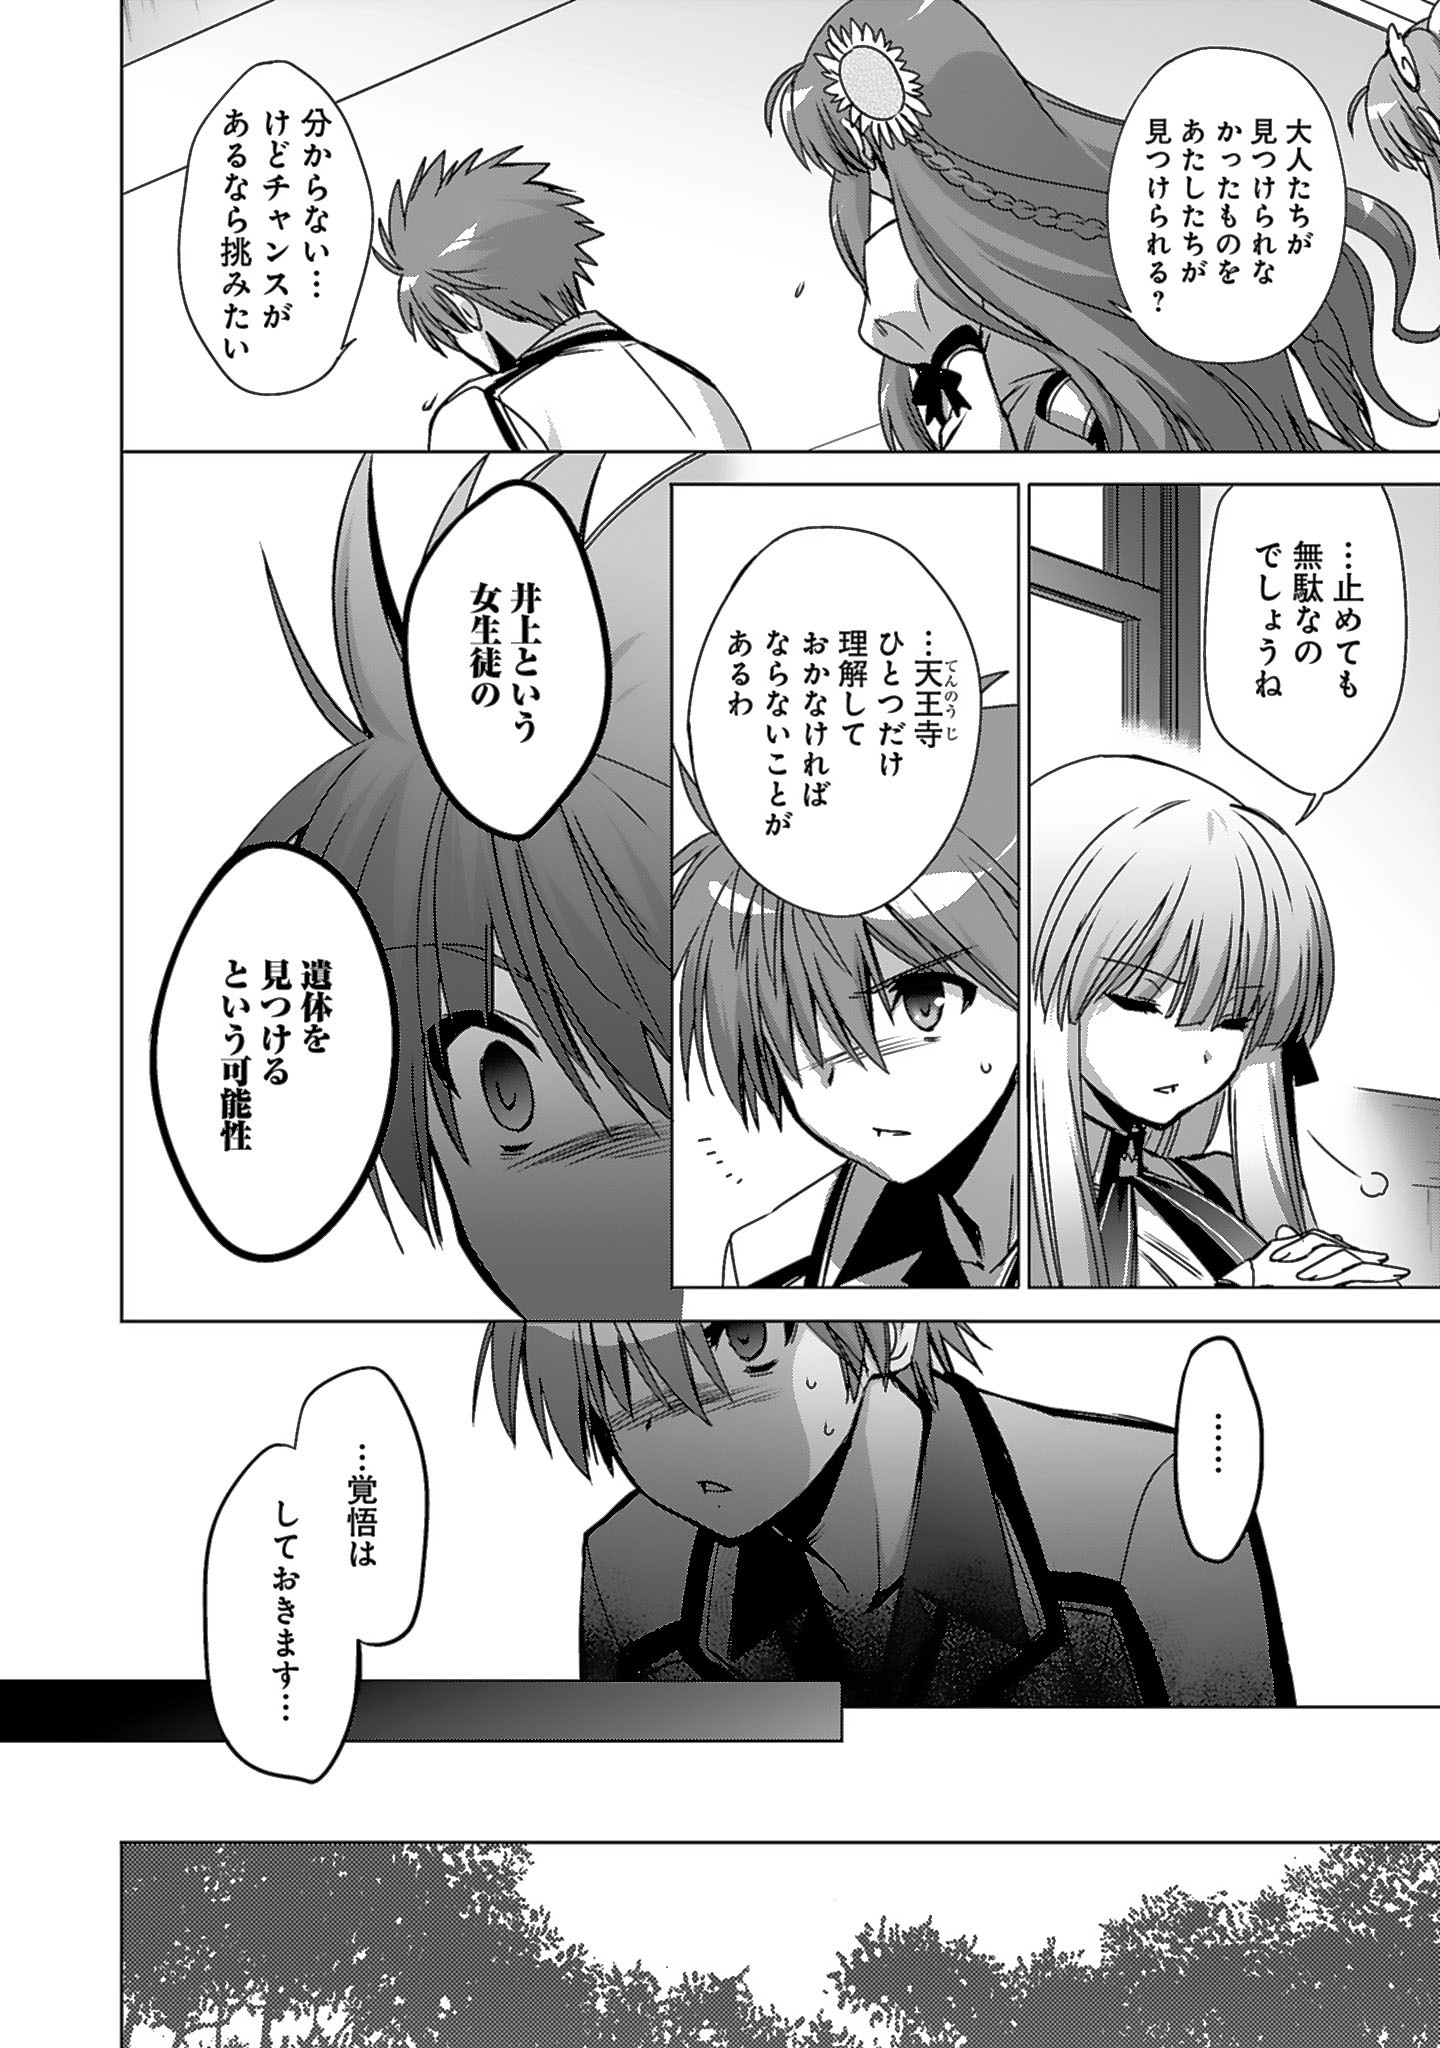 大人たちが
見つけられな
かったものを
あたしたちが
見つけられる？
分からない…
けどチャンスが
あるなら挑みたい
…止めても
無駄なの
でしょうね
…天王寺
てんのうじ
ひとつだけ
理解して
おかなければ
ならないことが
あるわ
井上という
女生徒の
遺体を
見つける
という可能性
……
…覚悟は
しておきます…